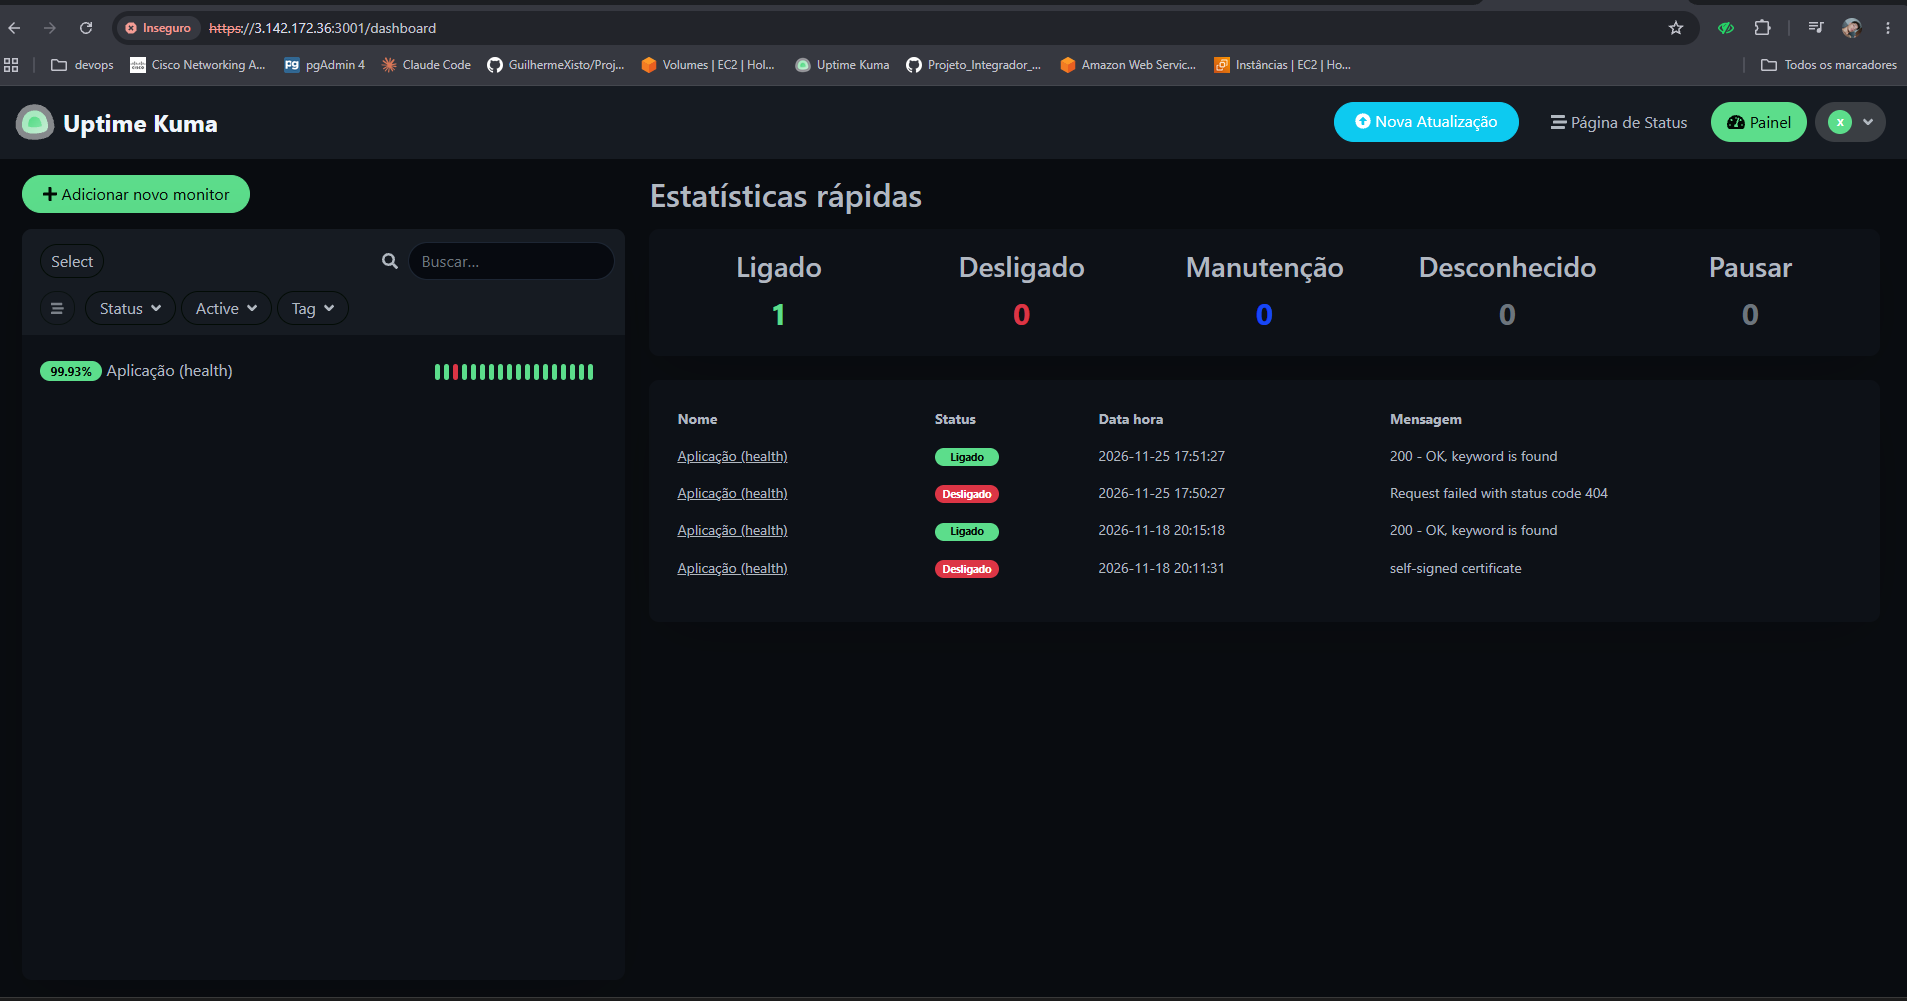 Inseguro https://3.142.172.36:3001/dashboard
devops Cisco Networking A... pgAdmin 4 Claude Code GuilhermeXisto/Proj... Volumes | EC2 | Hol... Uptime Kuma Projeto_Integrador_... Amazon Web Servic... Instâncias | EC2 | Ho... Todos os marcadores
Uptime Kuma
Nova Atualização Página de Status Painel x
Adicionar novo monitor
Select Buscar...
Status Active Tag
99.93% Aplicação (health)
Estatísticas rápidas
Ligado Desligado Manutenção Desconhecido Pausar
1 0 0 0 0
Nome Status Data hora Mensagem
Aplicação (health) Ligado 2026-11-25 17:51:27 200 - OK, keyword is found
Aplicação (health) Desligado 2026-11-25 17:50:27 Request failed with status code 404
Aplicação (health) Ligado 2026-11-18 20:15:18 200 - OK, keyword is found
Aplicação (health) Desligado 2026-11-18 20:11:31 self-signed certificate